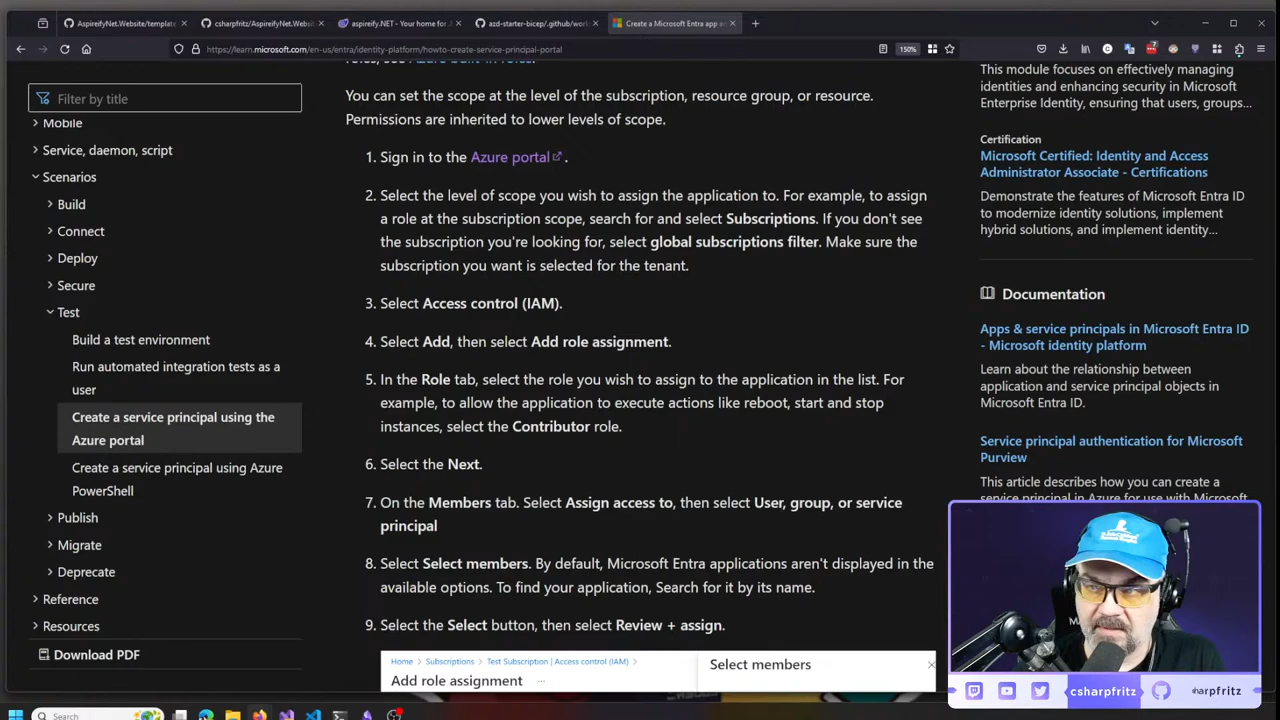 AspireifyNet.Website/template
csharpfritz/AspireifyNet.Website
aspireify.NET - Your home for
azd-starter-bicep/.github/work
Create a Microsoft Entra app a
https://learn.microsoft.com/en-us/entra/identity-platform/howto-create-service-principal-portal
150%
Filter by title
Mobile
Service, daemon, script
Scenarios
Build
Connect
Deploy
Secure
Test
Build a test environment
Run automated integration tests as a
user
Create a service principal using the
Azure portal
Create a service principal using Azure
PowerShell
Publish
Migrate
Deprecate
Reference
Resources
Download PDF
roles, see Azure built-in roles.
You can set the scope at the level of the subscription, resource group, or resource.
Permissions are inherited to lower levels of scope.
1. Sign in to the Azure portal .
2. Select the level of scope you wish to assign the application to. For example, to assign
a role at the subscription scope, search for and select Subscriptions. If you don't see
the subscription you're looking for, select global subscriptions filter. Make sure the
subscription you want is selected for the tenant.
3. Select Access control (IAM).
4. Select Add, then select Add role assignment.
5. In the Role tab, select the role you wish to assign to the application in the list. For
example, to allow the application to execute actions like reboot, start and stop
instances, select the Contributor role.
6. Select the Next.
7. On the Members tab. Select Assign access to, then select User, group, or service
principal
8. Select Select members. By default, Microsoft Entra applications aren't displayed in the
available options. To find your application, Search for it by its name.
9. Select the Select button, then select Review + assign.
Home > Subscriptions > Test Subscription | Access control (IAM) >
Add role assignment ...
Select members
This module focuses on effectively managing
identities and enhancing security in Microsoft
Enterprise Identity, ensuring that users, groups...
Certification
Microsoft Certified: Identity and Access
Administrator Associate - Certifications
Demonstrate the features of Microsoft Entra ID
to modernize identity solutions, implement
hybrid solutions, and implement identity...
Documentation
Apps & service principals in Microsoft Entra ID
- Microsoft identity platform
Learn about the relationship between
application and service principal objects in
Microsoft Entra ID.
Service principal authentication for Microsoft
Purview
This article describes how you can create a
service principal in Azure for use with Microsoft
csharpfritz
csharpfritz
Search